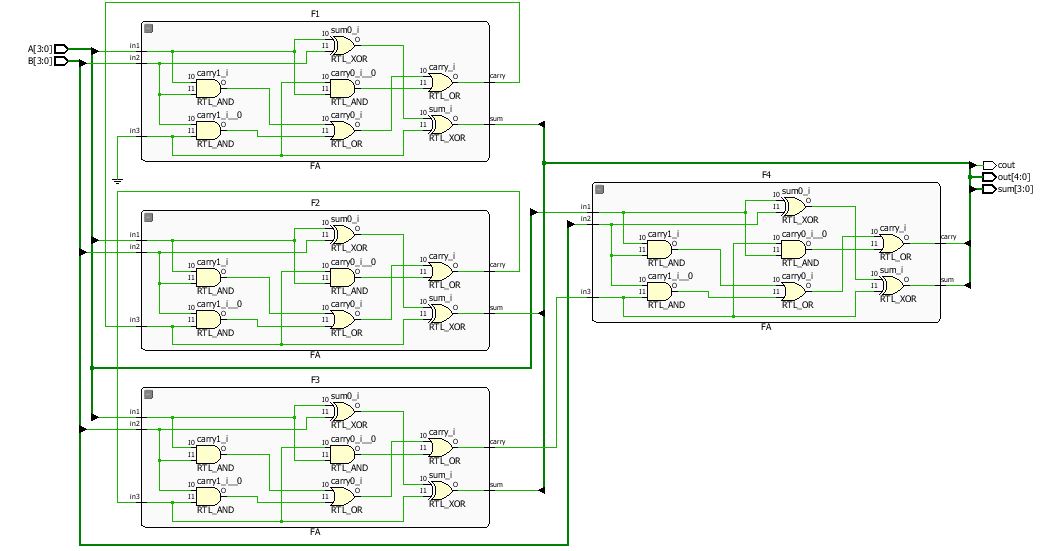 F1
A[3:0]
B[3:0]
in1
in2
in3
sum0_i
I0
I1
O
RTL_XOR
carry1_i
I0
I1
O
RTL_AND
carry0_i__0
I0
I1
O
RTL_AND
carry_i
I0
I1
O
RTL_OR
carry
carry1_i__0
I0
I1
O
RTL_AND
carry0_i
I0
I1
O
RTL_OR
sum_i
I0
I1
O
RTL_XOR
sum
FA
F2
in1
in2
in3
sum0_i
I0
I1
O
RTL_XOR
carry1_i
I0
I1
O
RTL_AND
carry0_i__0
I0
I1
O
RTL_AND
carry_i
I0
I1
O
RTL_OR
carry
carry1_i__0
I0
I1
O
RTL_AND
carry0_i
I0
I1
O
RTL_OR
sum_i
I0
I1
O
RTL_XOR
sum
FA
F3
in1
in2
in3
sum0_i
I0
I1
O
RTL_XOR
carry1_i
I0
I1
O
RTL_AND
carry0_i__0
I0
I1
O
RTL_AND
carry_i
I0
I1
O
RTL_OR
carry
carry1_i__0
I0
I1
O
RTL_AND
carry0_i
I0
I1
O
RTL_OR
sum_i
I0
I1
O
RTL_XOR
sum
FA
F4
in1
in2
in3
sum0_i
I0
I1
O
RTL_XOR
carry1_i
I0
I1
O
RTL_AND
carry0_i__0
I0
I1
O
RTL_AND
carry_i
I0
I1
O
RTL_OR
carry
carry1_i__0
I0
I1
O
RTL_AND
carry0_i
I0
I1
O
RTL_OR
sum_i
I0
I1
O
RTL_XOR
sum
FA
cout
out[4:0]
sum[3:0]